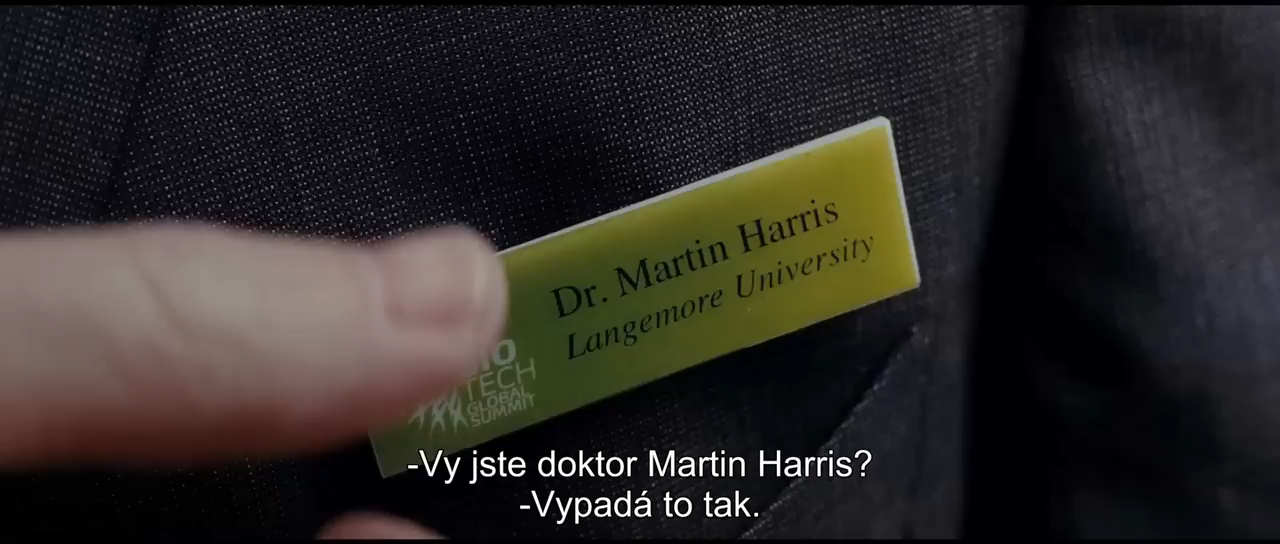 Dr. Martin Harris
Langemore University
TECH
GLOBAL
SUMMIT
-Vy jste doktor Martin Harris?
-Vypadá to tak.